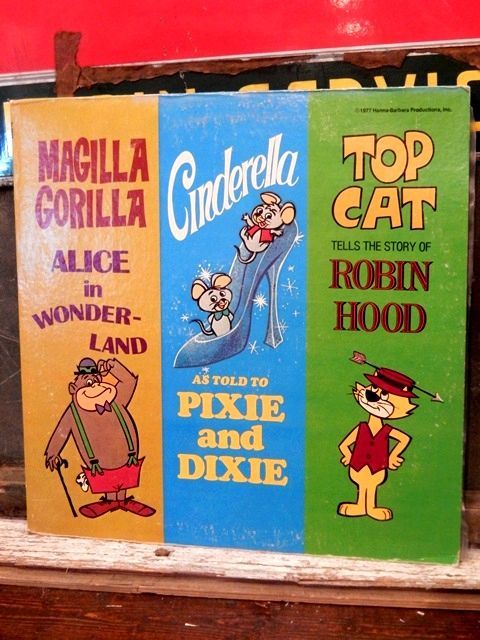 MAGILLA
GORILLA
ALICE
in
WONDER-
LAND
Cinderella
AS TOLD TO
PIXIE
and
DIXIE
©1977 Hanna-Barbera Productions, Inc.
TOP
CAT
TELLS THE STORY OF
ROBIN
HOOD